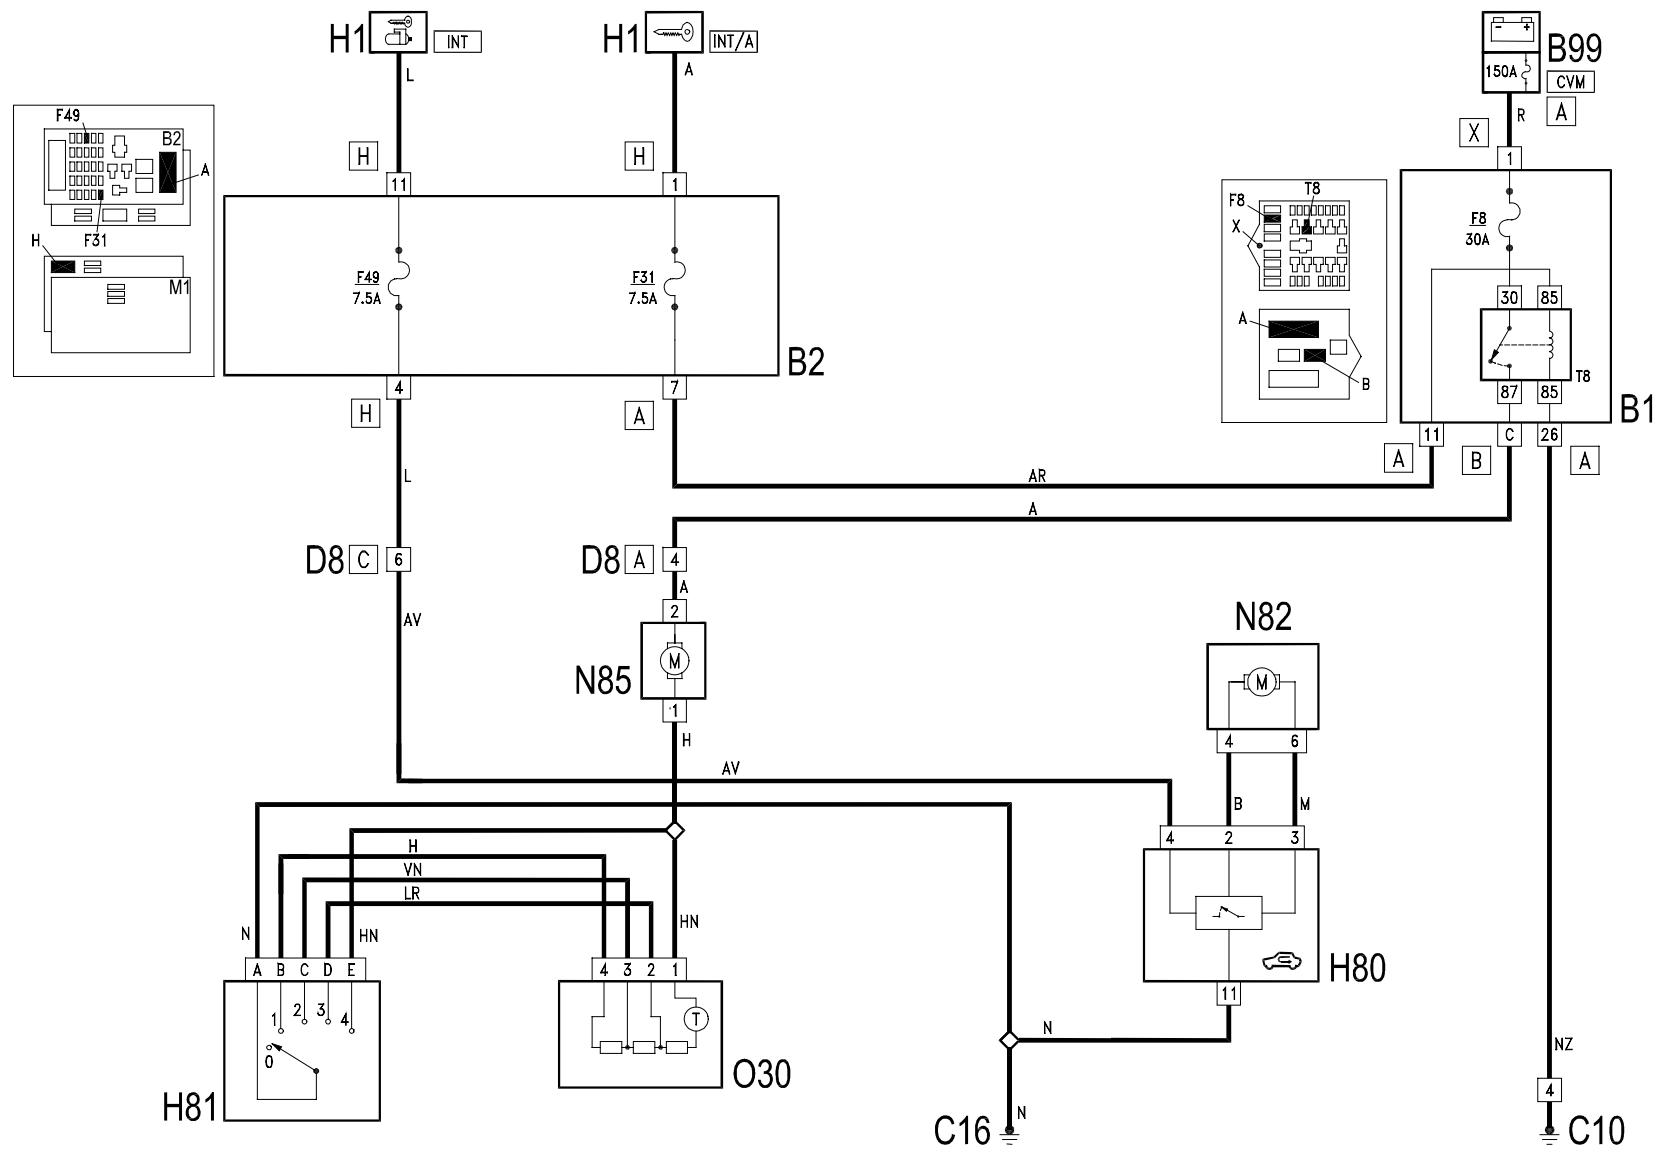 H1
INT
L
H
11
H1
INT/A
A
H
1
B99
150A
CVM
A
R
X
1
F49
B2
A
F31
H
M1
F49
7.5A
F31
7.5A
B2
4
H
7
A
F8
T8
X
A
B
F8
30A
30
85
T8
87
85
B1
11
C
26
A
B
A
L
AR
A
D8
C
6
D8
A
4
A
2
AV
M
N85
1
H
N82
M
4
6
AV
B
M
4
2
3
H80
11
H
VN
LR
N
HN
HN
A
B
C
D
E
4
3
2
1
1
2
3
4
0
H81
T
O30
N
N
C16
NZ
4
C10